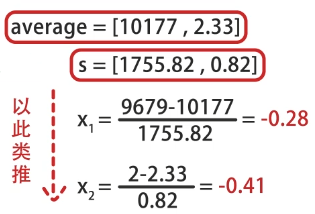 average = [10177 , 2.33]
s = [1755.82 , 0.82]
以此类推
x₁ = 9679-10177 / 1755.82 = -0.28
x₂ = 2-2.33 / 0.82 = -0.41